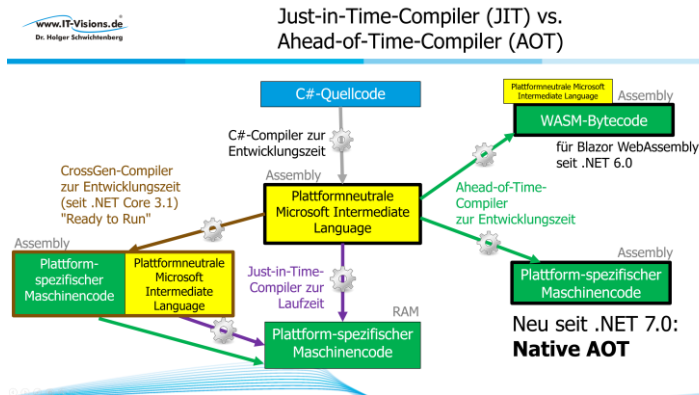 www.IT-Visions.de
Dr. Holger Schwichtenberg
Just-in-Time-Compiler (JIT) vs.
Ahead-of-Time-Compiler (AOT)
C#-Quellcode
C#-Compiler zur
Entwicklungszeit
Plattformneutrale Microsoft
Intermediate Language
Assembly
WASM-Bytecode
für Blazor WebAssembly
seit .NET 6.0
CrossGen-Compiler
zur Entwicklungszeit
(seit .NET Core 3.1)
"Ready to Run"
Assembly
Plattformneutrale
Microsoft Intermediate
Language
Ahead-of-Time-
Compiler
zur Entwicklungszeit
Assembly
Plattform-
spezifischer
Maschinencode
Plattformneutrale
Microsoft
Intermediate
Language
Just-in-Time-
Compiler zur
Laufzeit
Assembly
Plattform-spezifischer
Maschinencode
RAM
Plattform-spezifischer
Maschinencode
Neu seit .NET 7.0:
Native AOT